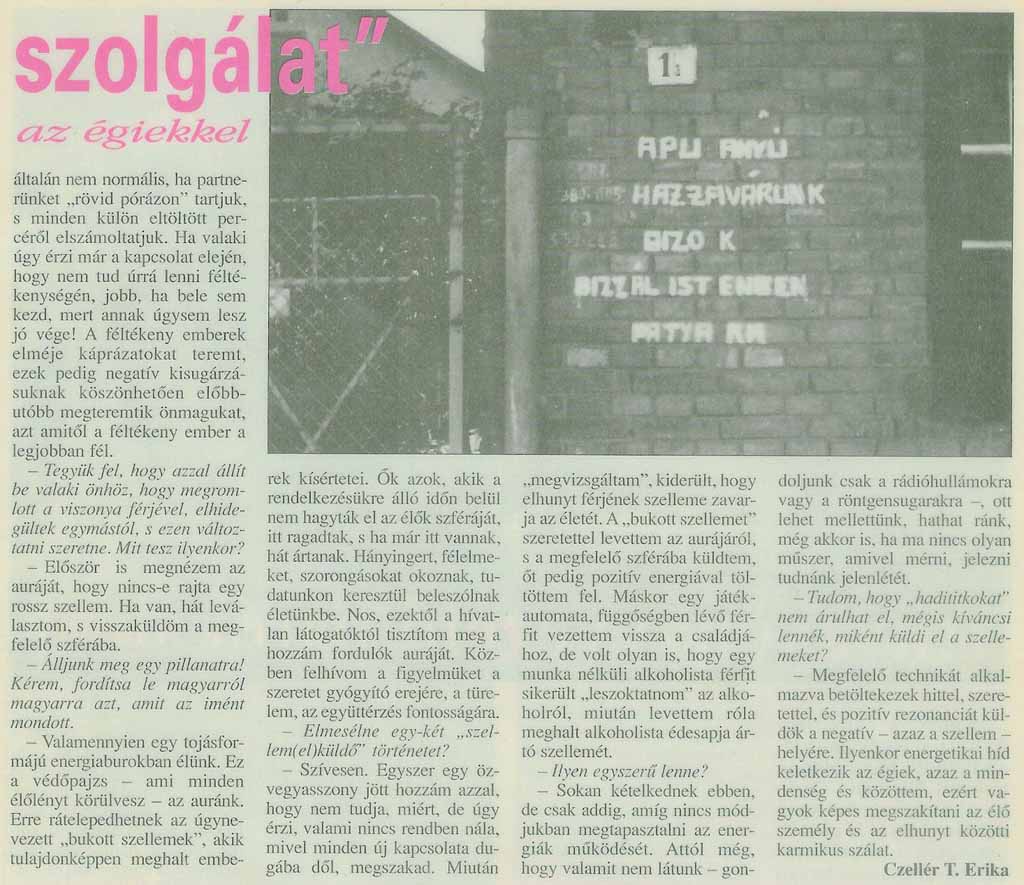 szolgálat”
az égiekkel
általán nem normális, ha partne-
rünket „rövid pórázon” tartjuk,
s minden külön eltöltött per-
céről elszámoltatjuk. Ha valaki
úgy érzi már a kapcsolat elején,
hogy nem tud úrrá lenni félté-
kenységén, jobb, ha bele sem
kezd, mert annak úgysem lesz
jó vége! A féltékeny emberek
elméje káprázatokat teremt,
ezek pedig negatív kisugárzá-
suknak köszönhetően előbb-
utóbb megteremtik önmagukat,
azt amitől a féltékeny ember a
legjobban fél.
– Tegyük fel, hogy azzal állít
be valaki önhöz, hogy megrom-
lott a viszonya férjével, elhide-
gültek egymástól, s ezen változ-
tatni szeretne. Mit tesz ilyenkor?
– Először is megnézem az
auráját, hogy nincs-e rajta egy
rossz szellem. Ha van, hát levá-
lasztom, s visszaküldöm a meg-
felelő szférába.
– Álljunk meg egy pillanatra!
Kérem, fordítsa le magyarról
magyarra azt, amit az imént
mondott.
– Valamennyien egy tojásfor-
májú energiaburokban élünk. Ez
a védőpajzs – ami minden
élőlényt körülvesz – az auránk.
Erre rátelepedhetnek az úgyne-
vezett „bukott szellemek”, akik
tulajdonképpen meghalt embe-
rek kísértetei. Ők azok, akik a
rendelkezésükre álló időn belül
nem hagyták el az élők szféráját,
itt ragadtak, s ha már itt vannak,
hát ártanak. Hányingert, félelme-
ket, szorongásokat okoznak, tu-
datunkon keresztül beleszólnak
életünkbe. Nos, ezektől a hívat-
lan látogatóktól tisztítom meg a
hozzám fordulók auráját. Köz-
ben felhívom a figyelmüket a
szeretet gyógyító erejére, a türe-
lem, az együttérzés fontosságára.
– Elmesélne egy-két „szel-
lem(el)küldő” történetet?
– Szívesen. Egyszer egy öz-
vegyasszony jött hozzám azzal,
hogy nem tudja, miért, de úgy
érzi, valami nincs rendben nála,
mivel minden új kapcsolata du-
gába dől, megszakad. Miután
„megvizsgáltam”, kiderült, hogy
elhunyt férjének szelleme zavar-
ja az életét. A „bukott szellemet”
szeretettel levettem az aurájáról,
s a megfelelő szférába küldtem,
őt pedig pozitív energiával töl-
töttem fel. Máskor egy játék-
automata, függőségben lévő fér-
fit vezettem vissza a családjá-
hoz, de volt olyan is, hogy egy
munka nélküli alkoholista férfit
sikerült „leszoktatnom” az alko-
holról, miután levettem róla
meghalt alkoholista édesapja ár-
tó szellemét.
– Ilyen egyszerű lenne?
– Sokan kételkednek ebben,
de csak addig, amíg nincs mód-
jukban megtapasztalni az ener-
giák működését. Attól még,
hogy valamit nem látunk – gon-
doljunk csak a rádióhullámokra
vagy a röntgensugarakra –, ott
lehet mellettünk, hathat ránk,
még akkor is, ha ma nincs olyan
műszer, amivel mérni, jelezni
tudnánk jelenlétét.
– Tudom, hogy „hadititkokat”
nem árulhat el, mégis kíváncsi
lennék, miként küldi el a szelle-
meket?
– Megfelelő technikát alkal-
mazva betöltekezek hittel, szere-
tettel, és pozitív rezonanciát kül-
dök a negatív – azaz a szellem –
helyére. Ilyenkor energetikai híd
keletkezik az égiek, azaz a min-
denség és közöttem, ezért va-
gyok képes megszakítani az élő
személy és az elhunyt közötti
karmikus szálat.
Czellér T. Erika
APU ANYU
HAZZAVÁRUNK
BIZO K
BIZZAL IST ENBEN